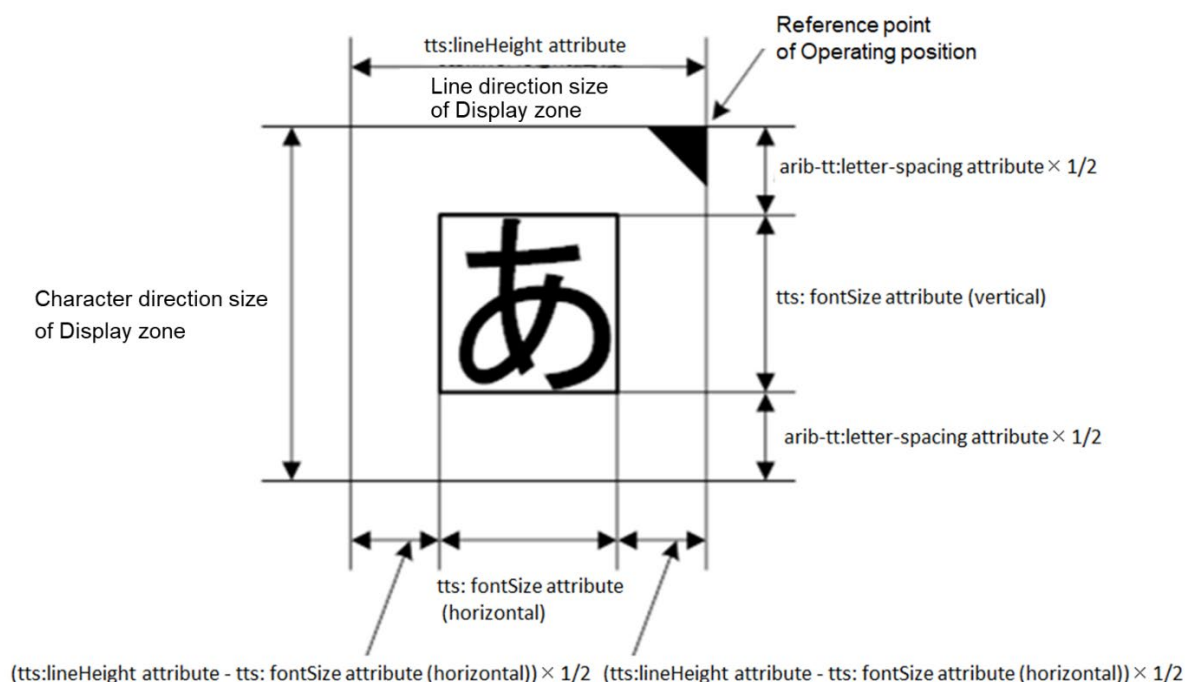 Reference point
of Operating position
tts:lineHeight attribute
Line direction size
of Display zone
arib-tt:letter-spacing attribute × 1/2
あ
Character direction size
of Display zone
tts: fontSize attribute (vertical)
arib-tt:letter-spacing attribute × 1/2
tts: fontSize attribute
(horizontal)
(tts:lineHeight attribute - tts: fontSize attribute (horizontal)) × 1/2
(tts:lineHeight attribute - tts: fontSize attribute (horizontal)) × 1/2